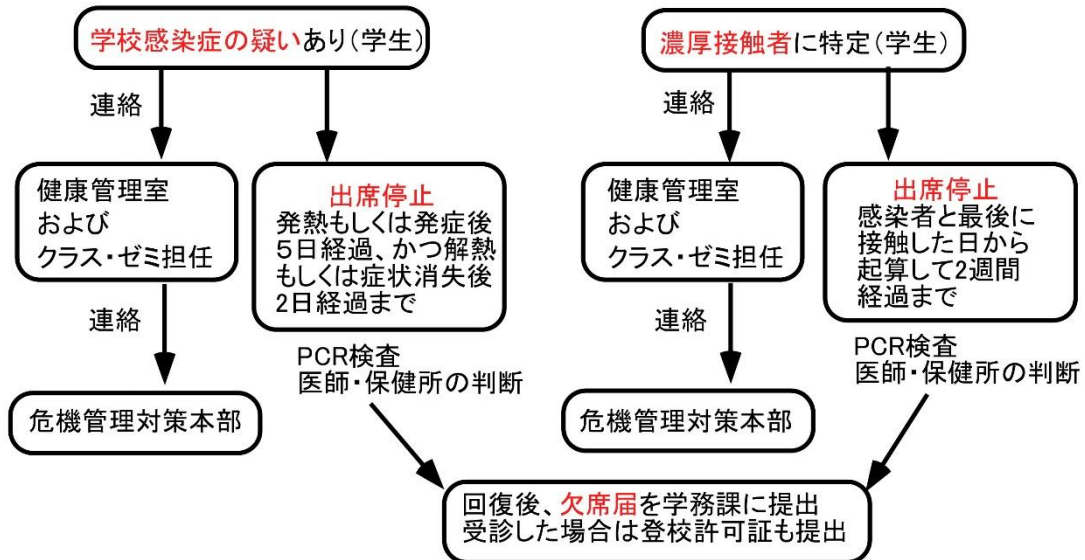 学校感染症の疑いあり(学生)
連絡
健康管理室
および
クラス・ゼミ担任
連絡
危機管理対策本部
出席停止
発熱もしくは発症後
5日経過、かつ解熱
もしくは症状消失後
2日経過まで
PCR検査
医師・保健所の判断
濃厚接触者に特定(学生)
連絡
健康管理室
および
クラス・ゼミ担任
連絡
危機管理対策本部
出席停止
感染者と最後に
接触した日から
起算して2週間
経過まで
PCR検査
医師・保健所の判断
回復後、欠席届を学務課に提出
受診した場合は登校許可証も提出